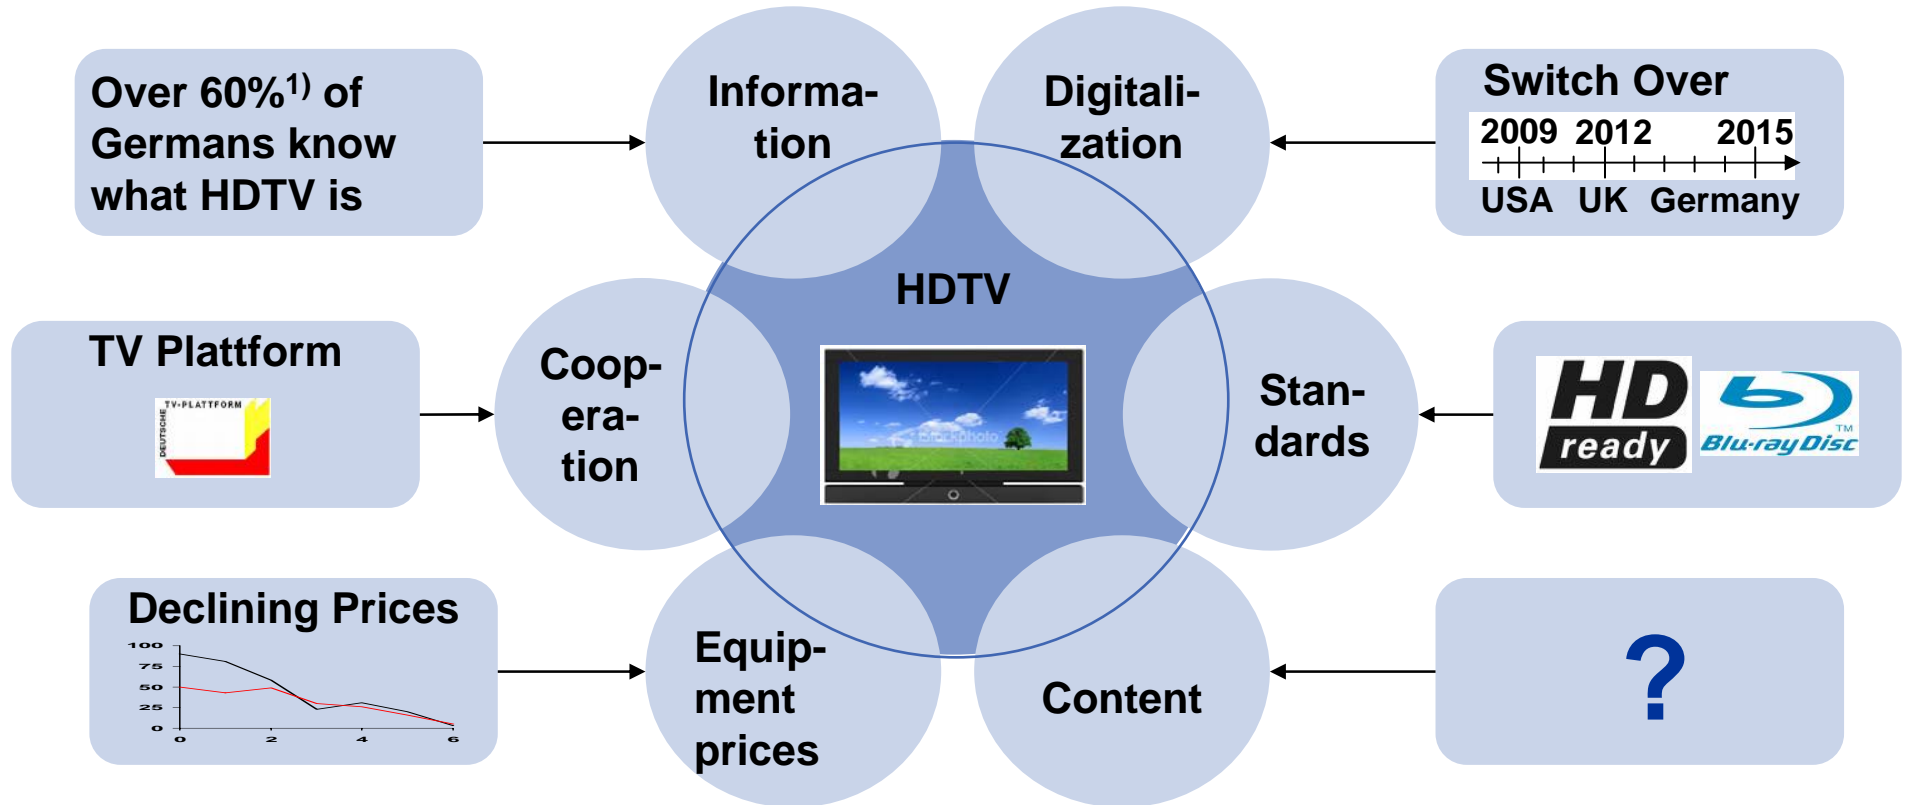 Over 60%1) of
Germans know
what HDTV is
Informa-
tion
Digitali-
zation
Switch Over
2009 2012 2015
USA UK Germany
HDTV
TV Plattform
DEUTSCHE
TV-PLATTFORM
Coop-
era-
tion
iStockphoto
Stan-
dards
HD
ready
Blu-ray Disc
TM
Declining Prices
100
75
50
25
0
0 2 4 6
Equip-
ment
prices
Content
?